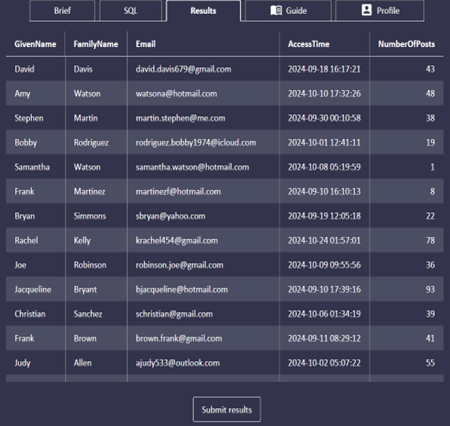 Brief SQL Results Guide Profile
GivenName FamilyName Email AccessTime NumberOfPosts
David Davis david.davis679@gmail.com 2024-09-18 16:17:21 43
Amy Watson watsona@hotmail.com 2024-10-10 17:32:26 48
Stephen Martin martin.stephen@me.com 2024-09-30 00:10:58 38
Bobby Rodriguez rodriguez.bobby1974@icloud.com 2024-10-01 12:41:11 19
Samantha Watson samantha.watson@hotmail.com 2024-10-08 05:19:59 1
Frank Martinez martinezf@hotmail.com 2024-09-10 16:10:13 8
Bryan Simmons sbryan@yahoo.com 2024-09-19 12:05:18 22
Rachel Kelly krachel454@gmail.com 2024-10-24 01:57:01 78
Joe Robinson robinson.joe@gmail.com 2024-10-09 09:55:56 36
Jacqueline Bryant bjacqueline@hotmail.com 2024-09-10 17:39:16 93
Christian Sanchez schristian@gmail.com 2024-10-06 01:34:19 39
Frank Brown brown.frank@gmail.com 2024-09-11 08:29:12 41
Judy Allen ajudy533@outlook.com 2024-10-02 05:07:22 55
Submit results